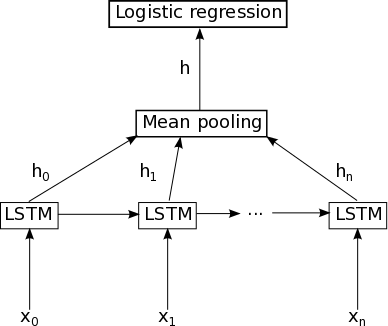 Logistic regression
h
Mean pooling
h0 h1 hn
LSTM LSTM ... LSTM
x0 x1 xn